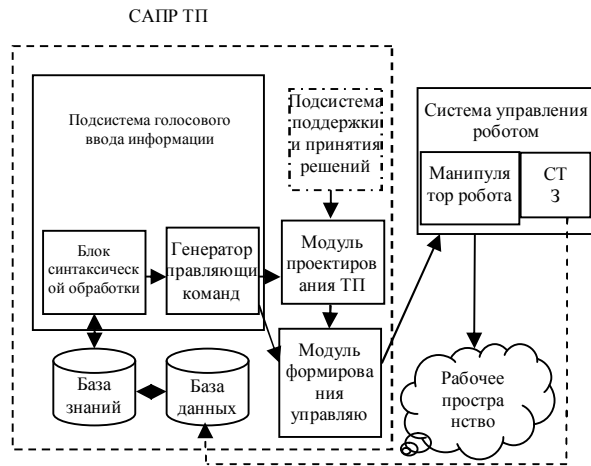 САПР ТП
Подсистема голосового
ввода информации
Подсистема
поддержки
и принятия
решений
Система управления
роботом
Манипуля
тор робота
СТ
З
Блок
синтаксическ
ой обработки
Генератор
правляющи
команд
Модуль
проектиров
ания ТП
База
знаний
База
данных
Модуль
формирова
ния
управляю
Рабочее
простра
нство